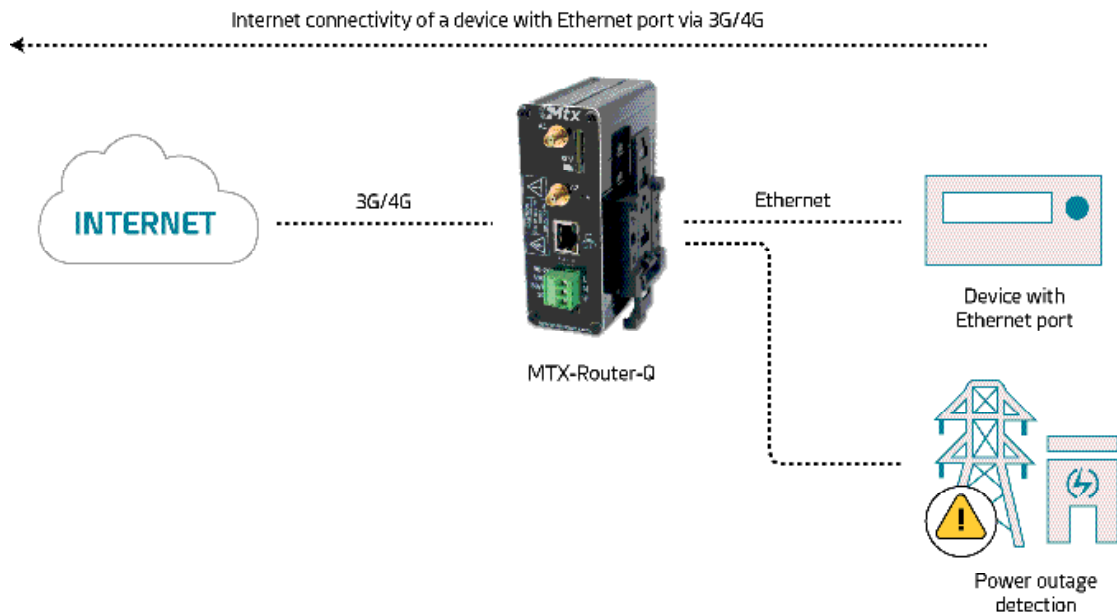 Internet connectivity of a device with Ethernet port via 3G/4G
Mtx
INTERNET
3G/4G
Ethernet
MTX-Router-Q
Device with
Ethernet port
Power outage
detection